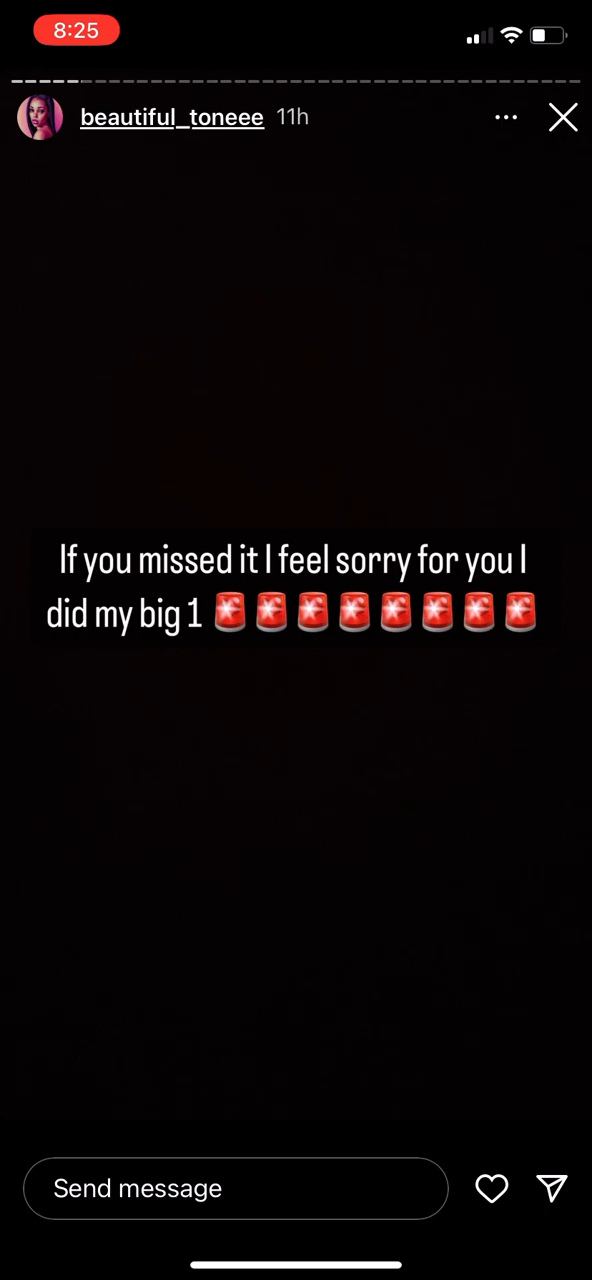 8:25
beautiful_toneee 11h
If you missed it I feel sorry for you I
did my big 1 🚨🚨🚨🚨🚨🚨🚨🚨
Send message